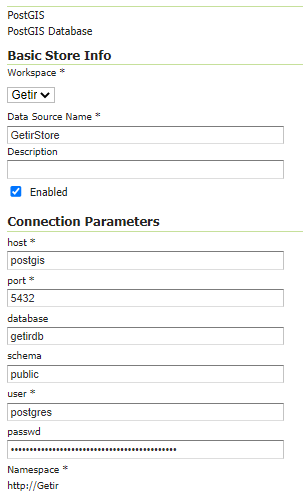 PostGIS
PostGIS Database
Basic Store Info
Workspace *
Getir
Data Source Name *
GetirStore
Description
Enabled
Connection Parameters
host *
postgis
port *
5432
database
getirdb
schema
public
user *
postgres
passwd
••••••••••••••••••••••••••••••••••••••••••••
Namespace *
http://Getir